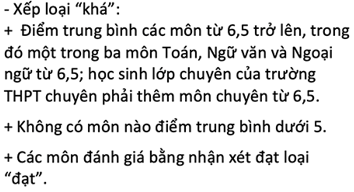 - Xếp loại “khá”:
+ Điểm trung bình các môn từ 6,5 trở lên, trong
đó một trong ba môn Toán, Ngữ văn và Ngoại
ngữ từ 6,5; học sinh lớp chuyên của trường
THPT chuyên phải thêm môn chuyên từ 6,5.
+ Không có môn nào điểm trung bình dưới 5.
+ Các môn đánh giá bằng nhận xét đạt loại
“đạt”.